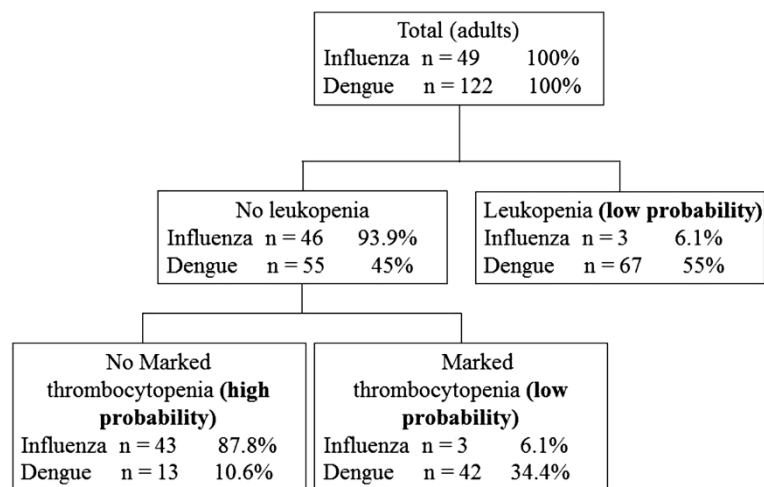 Total (adults)
Influenza n = 49 100%
Dengue n = 122 100%
No leukopenia
Influenza n = 46 93.9%
Dengue n = 55 45%
Leukopenia (low probability)
Influenza n = 3 6.1%
Dengue n = 67 55%
No Marked
thrombocytopenia (high
probability)
Influenza n = 43 87.8%
Dengue n = 13 10.6%
Marked
thrombocytopenia (low
probability)
Influenza n = 3 6.1%
Dengue n = 42 34.4%